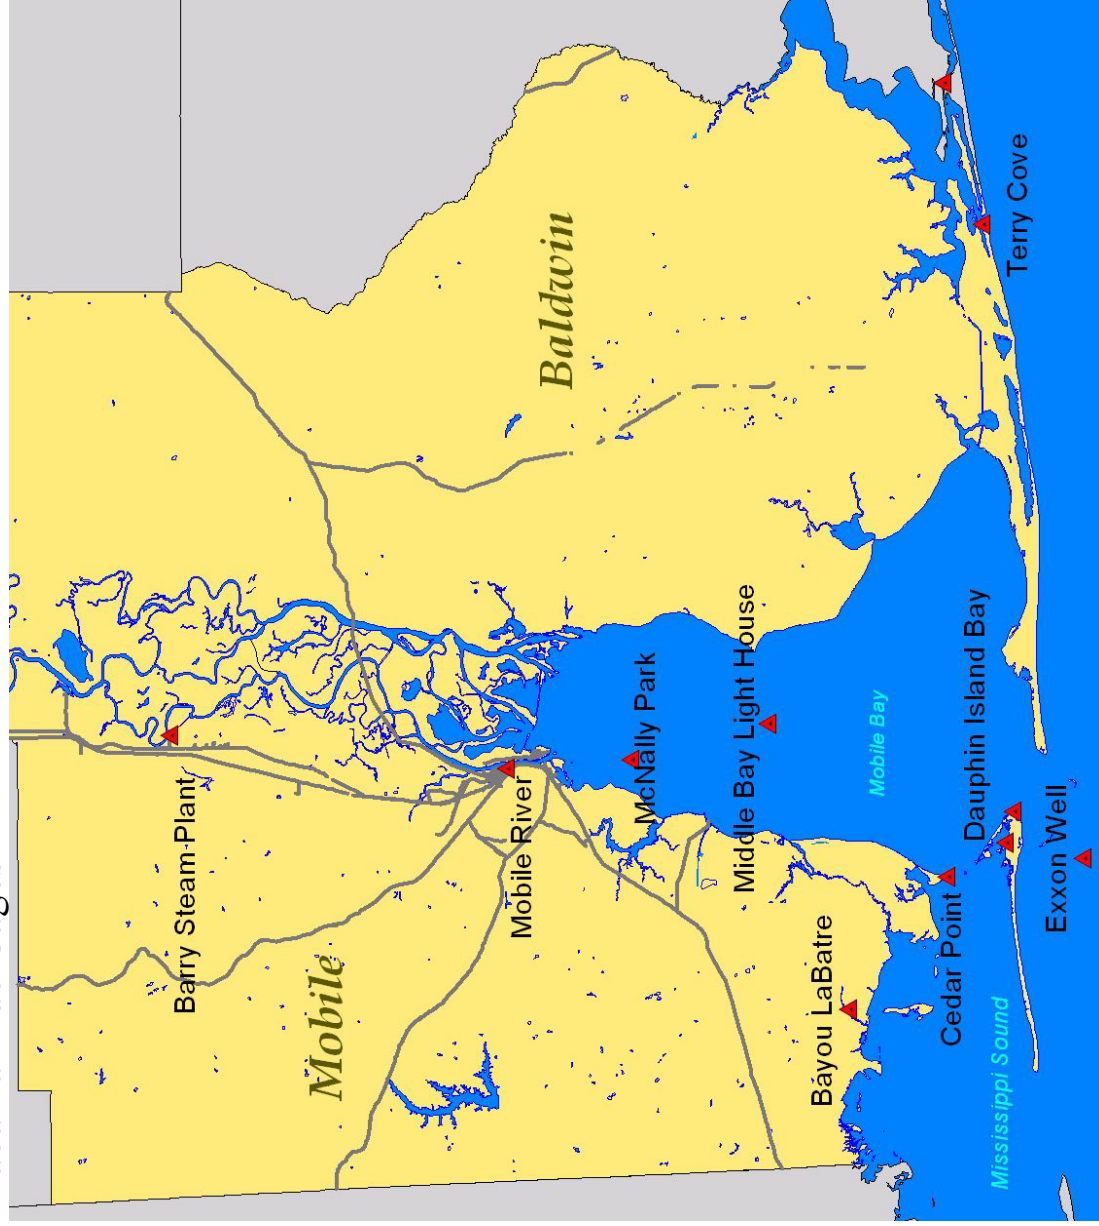 Barry Steam Plant
Mobile
Baldwin
Mobile River
McNally Park
Middle Bay Light House
Mobile Bay
Bayou LaBatre
Cedar Point
Dauphin Island Bay
Terry Cove
Mississippi Sound
Exxon Well